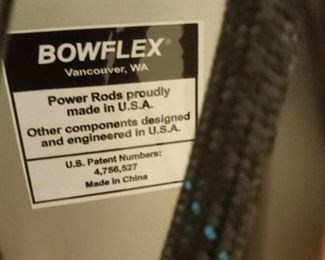 BOWFLEX®
Vancouver, WA
Power Rods proudly
made in U.S.A.
Other components designed
and engineered in U.S.A.
U.S. Patent Numbers:
4,756,527
Made in China